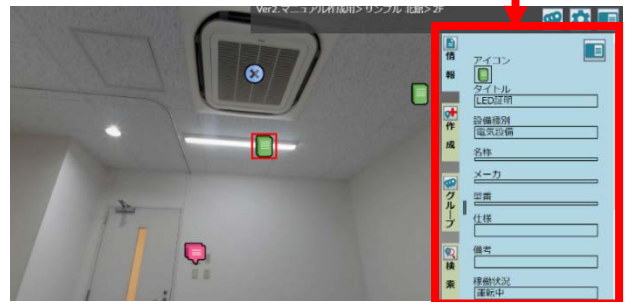 Ver2.マニュアル作成用>サンプル 北館> 2F
情報
作成
グループ
検索
アイコン
タイトル
LED証明
設備種別
電気設備
名称
メーカ
型番
仕様
備考
稼働状況
運転中